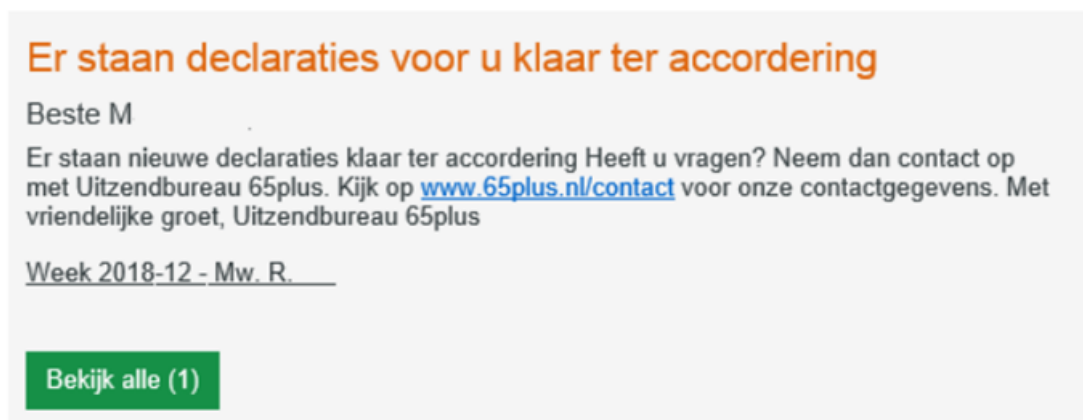 Er staan declaraties voor u klaar ter accordering
Beste M
Er staan nieuwe declaraties klaar ter accordering Heeft u vragen? Neem dan contact op
met Uitzendbureau 65plus. Kijk op www.65plus.nl/contact voor onze contactgegevens. Met
vriendelijke groet, Uitzendbureau 65plus
Week 2018-12 - Mw. R.
Bekijk alle (1)